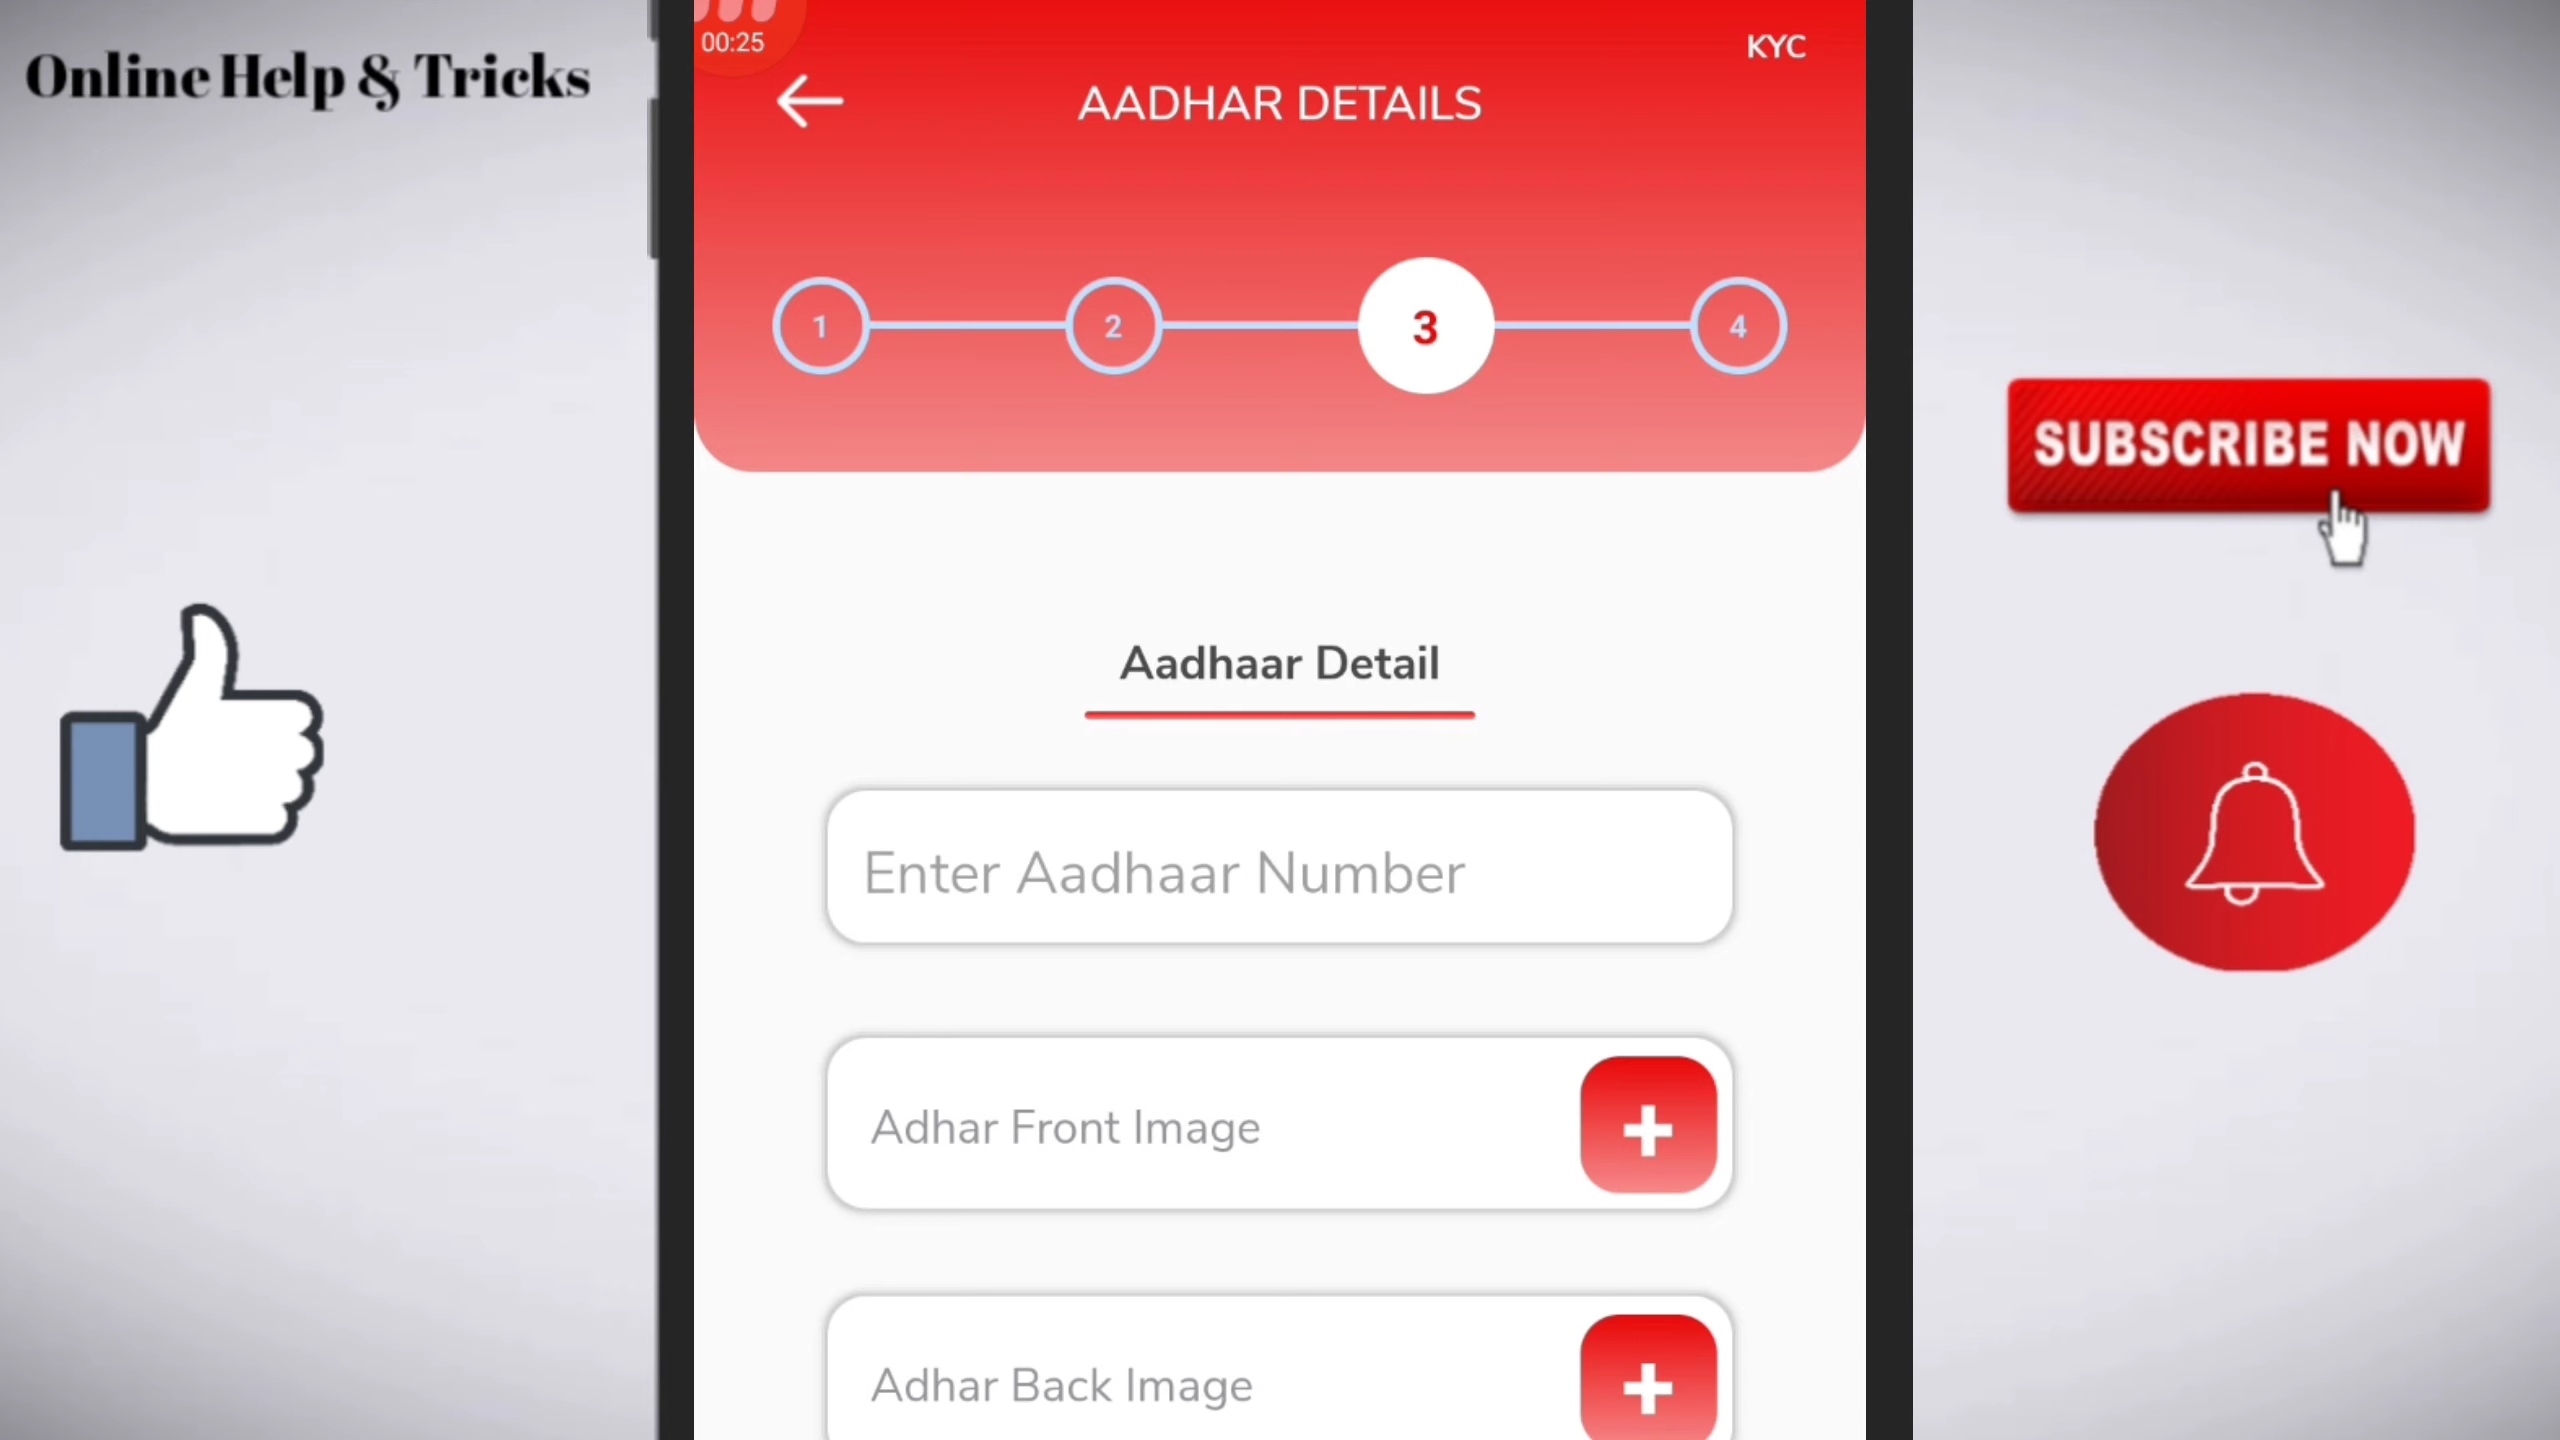 Online Help & Tricks
00:25
KYC
AADHAR DETAILS
1
2
3
4
SUBSCRIBE NOW
Aadhaar Detail
Enter Aadhaar Number
Adhar Front Image
+
Adhar Back Image
+